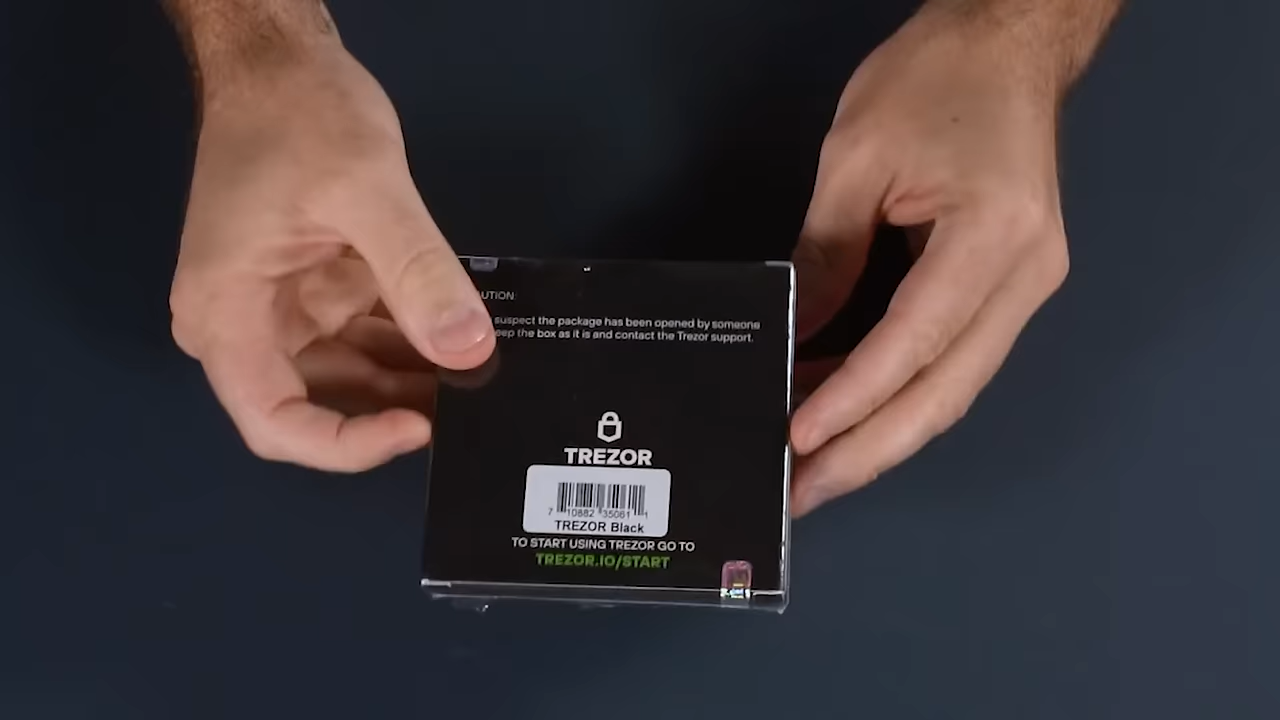 UTION:
suspect the package has been opened by someone
eep the box as it is and contact the Trezor support.
TREZOR
7 10882 35061 1
TREZOR Black
TO START USING TREZOR GO TO
TREZOR.IO/START